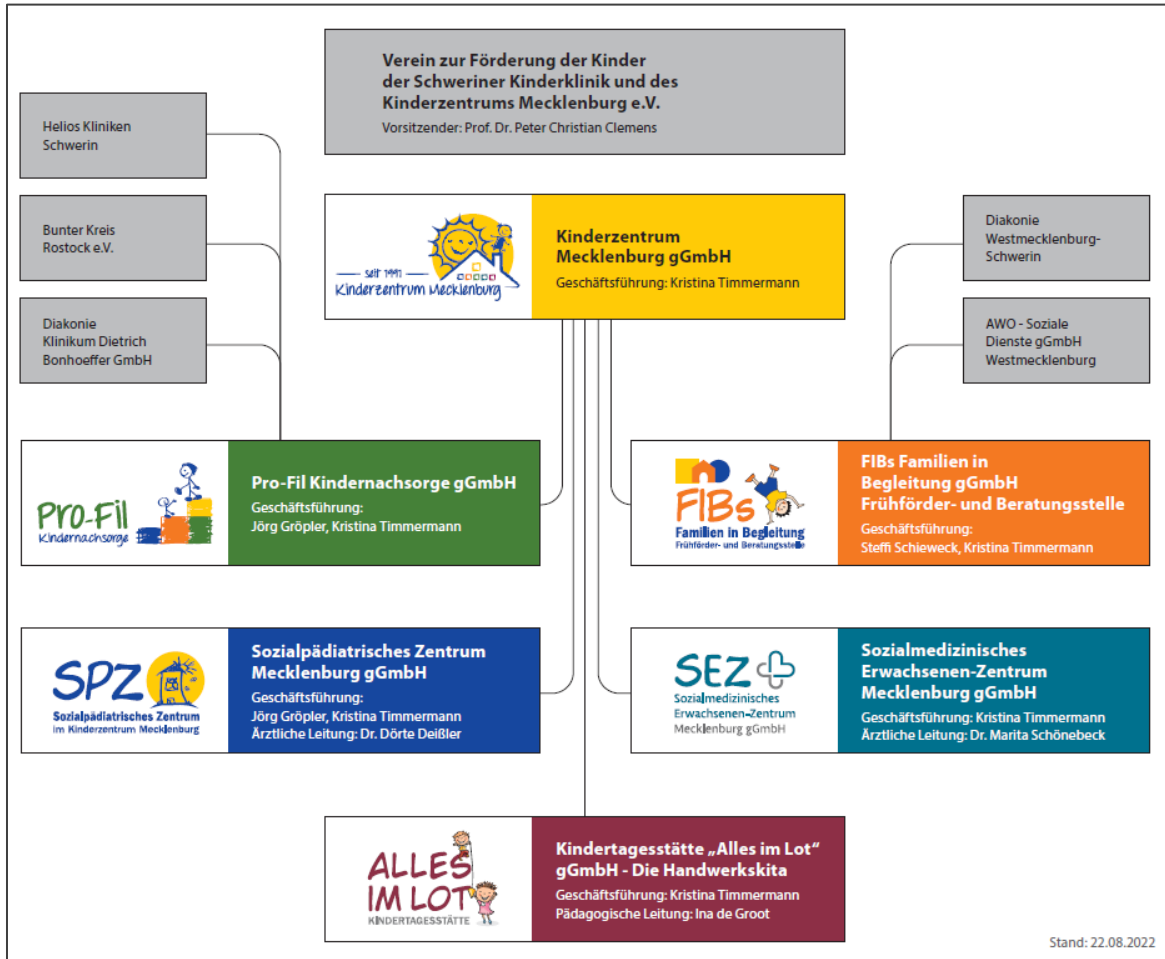 Verein zur Förderung der Kinder
der Schweriner Kinderklinik und des
Kinderzentrums Mecklenburg e.V.
Vorsitzender: Prof. Dr. Peter Christian Clemens
Helios Kliniken
Schwerin
Bunter Kreis
Rostock e.V.
Diakonie
Klinikum Dietrich
Bonhoeffer GmbH
seit 1991
Kinderzentrum Mecklenburg
Kinderzentrum
Mecklenburg gGmbH
Geschäftsführung: Kristina Timmermann
Diakonie
Westmecklenburg-
Schwerin
AWO - Soziale
Dienste gGmbH
Westmecklenburg
PRO-FIL
Kindernachsorge
Pro-Fil Kindernachsorge gGmbH
Geschäftsführung:
Jörg Gröpler, Kristina Timmermann
FIBs
Familien in Begleitung
Frühförder- und Beratungsstelle
FIBs Familien in
Begleitung gGmbH
Frühförder- und Beratungsstelle
Geschäftsführung:
Steffi Schieweck, Kristina Timmermann
SPZ
Sozialpädiatrisches Zentrum
im Kinderzentrum Mecklenburg
Sozialpädiatrisches Zentrum
Mecklenburg gGmbH
Geschäftsführung:
Jörg Gröpler, Kristina Timmermann
Ärztliche Leitung: Dr. Dörte Deißler
SEZ
Sozialmedizinisches
Erwachsenen-Zentrum
Mecklenburg gGmbH
Sozialmedizinisches
Erwachsenen-Zentrum
Mecklenburg gGmbH
Geschäftsführung: Kristina Timmermann
Ärztliche Leitung: Dr. Marita Schönebeck
ALLES
IM LOT
KINDERTAGESSTÄTTE
Kindertagesstätte „Alles im Lot“
gGmbH - Die Handwerkskita
Geschäftsführung: Kristina Timmermann
Pädagogische Leitung: Ina de Groot
Stand: 22.08.2022